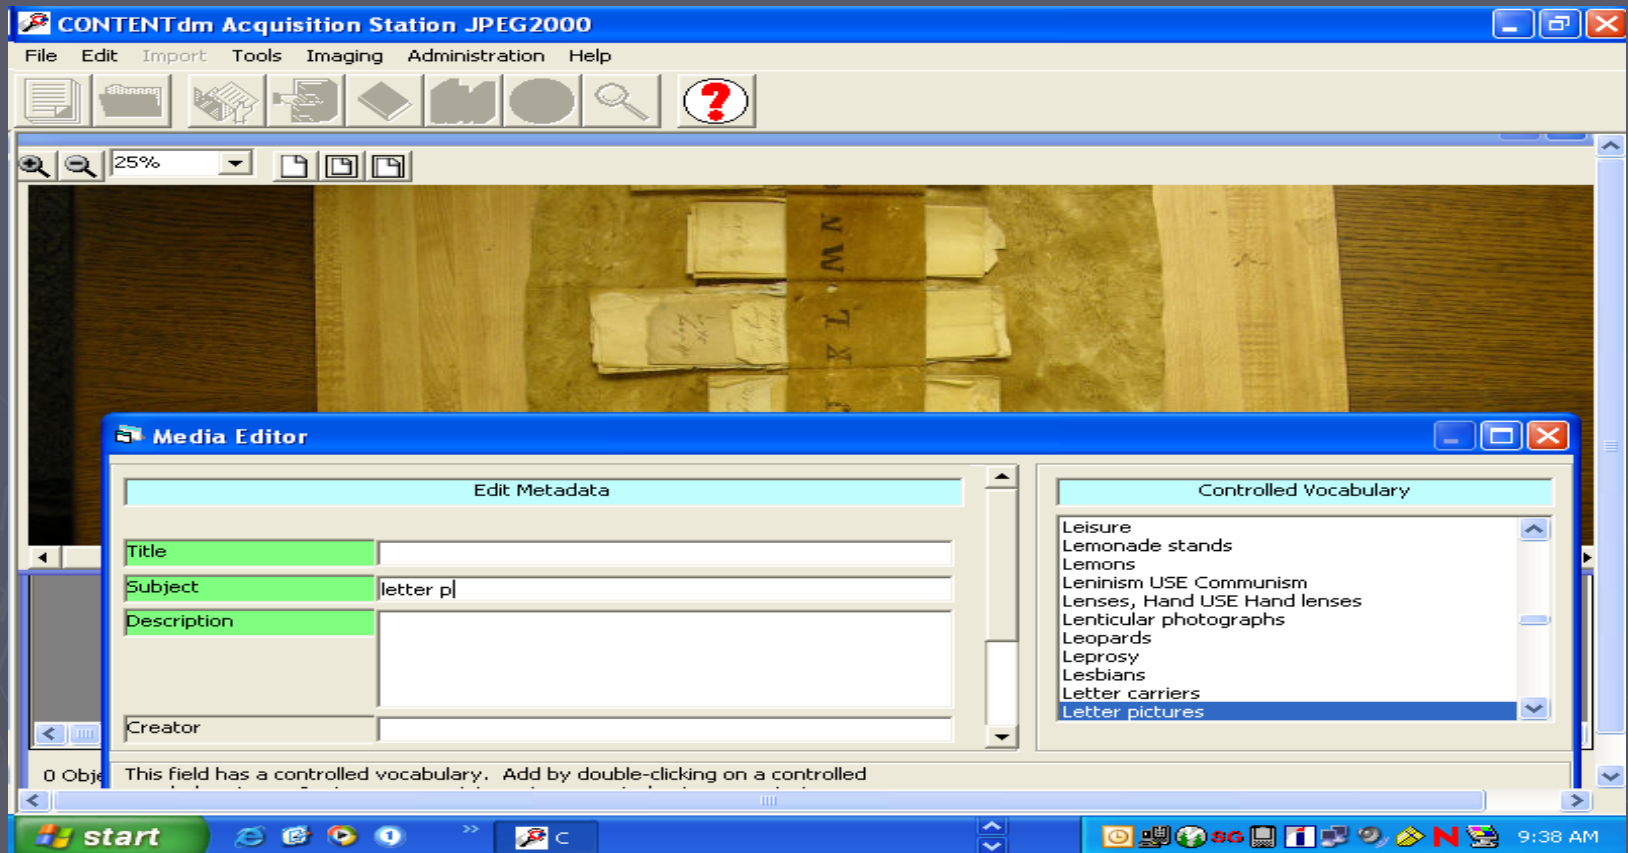 CONTENTdm Acquisition Station JPEG2000
File Edit Import Tools Imaging Administration Help
25%
N W
L
K
J
Media Editor
Edit Metadata
Controlled Vocabulary
Title
Subject
letter p
Description
Creator
Leisure
Lemonade stands
Lemons
Leninism USE Communism
Lenses, Hand USE Hand lenses
Lenticular photographs
Leopards
Leprosy
Lesbians
Letter carriers
Letter pictures
0 Obje
This field has a controlled vocabulary. Add by double-clicking on a controlled
start
C
SG
N
9:38 AM